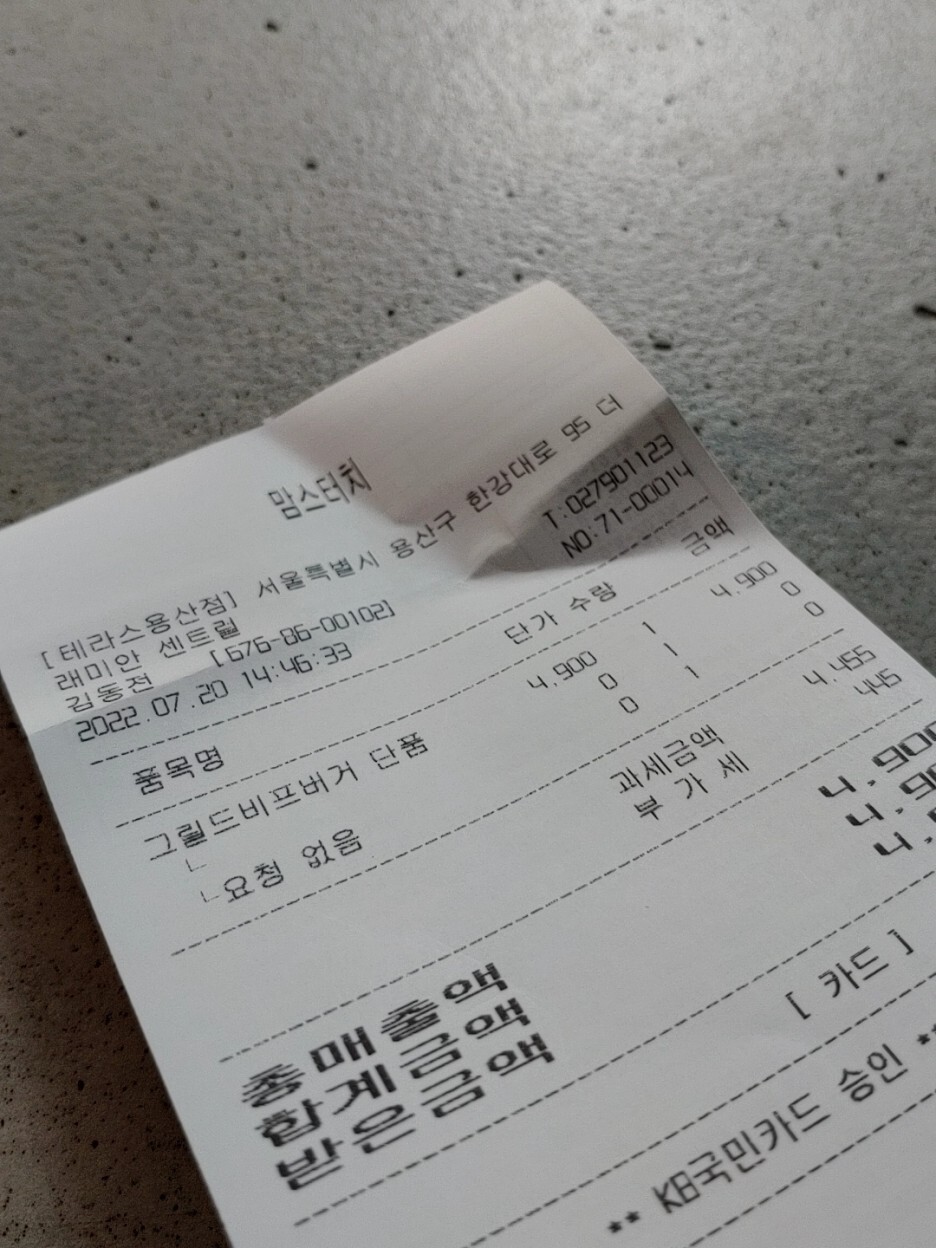 맘스터치
[테라스용산점] 서울특별시 용산구 한강대로 95 더
래미안 센트럴 T:027901123
김동전 [676-86-00102]
2022.07.20 14:46:33 NO:71-00014
품목명 단가 수량 금액
그릴드비프버거 단품 4,900 1 4,900
└ 0 1 0
└요청 없음 0 1 0
과세금액 4,455
부 가 세 445
총매출액 4,900
합계금액
받은금액
[ 카드 ]
** KB국민카드 승인 **